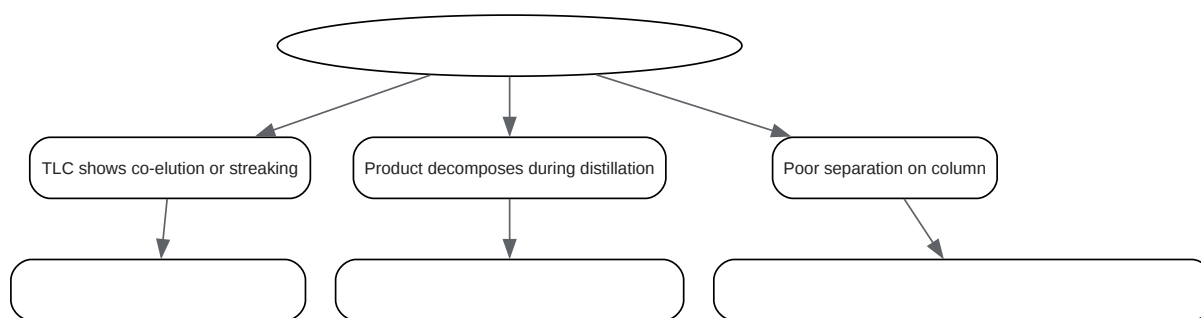 TLC shows co-elution or streaking
Product decomposes during distillation
Poor separation on column